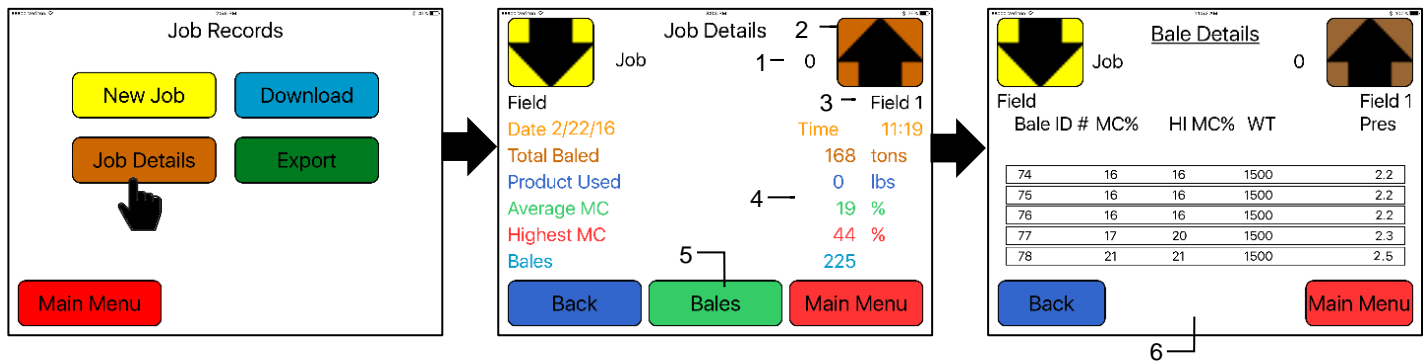 Job Records
New Job
Download
Job Details
Export
Main Menu
Job Details
2
Job
1
0
3
Field
Field 1
Date 2/22/16
Time 11:19
Total Baled 168 tons
Product Used 0 lbs
4
Average MC 19 %
Highest MC 44 %
5
Bales 225
Back
Bales
Main Menu
Bale Details
Job 0
Field
Field 1
Bale ID # MC% HI MC% WT Pres
74 16 16 1500 2.2
75 16 16 1500 2.2
76 16 16 1500 2.2
77 17 20 1500 2.3
78 21 21 1500 2.5
Back
Main Menu
6